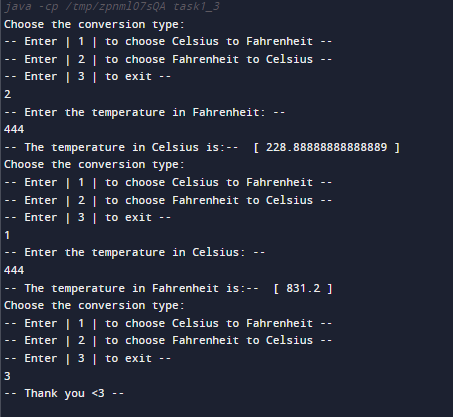 java -cp /tmp/zpnml07sQA task1_3
Choose the conversion type:
-- Enter | 1 | to choose Celsius to Fahrenheit --
-- Enter | 2 | to choose Fahrenheit to Celsius --
-- Enter | 3 | to exit --
2
-- Enter the temperature in Fahrenheit: --
444
-- The temperature in Celsius is:--  [ 228.88888888888889 ]
Choose the conversion type:
-- Enter | 1 | to choose Celsius to Fahrenheit --
-- Enter | 2 | to choose Fahrenheit to Celsius --
-- Enter | 3 | to exit --
1
-- Enter the temperature in Celsius: --
444
-- The temperature in Fahrenheit is:--  [ 831.2 ]
Choose the conversion type:
-- Enter | 1 | to choose Celsius to Fahrenheit --
-- Enter | 2 | to choose Fahrenheit to Celsius --
-- Enter | 3 | to exit --
3
-- Thank you <3 --